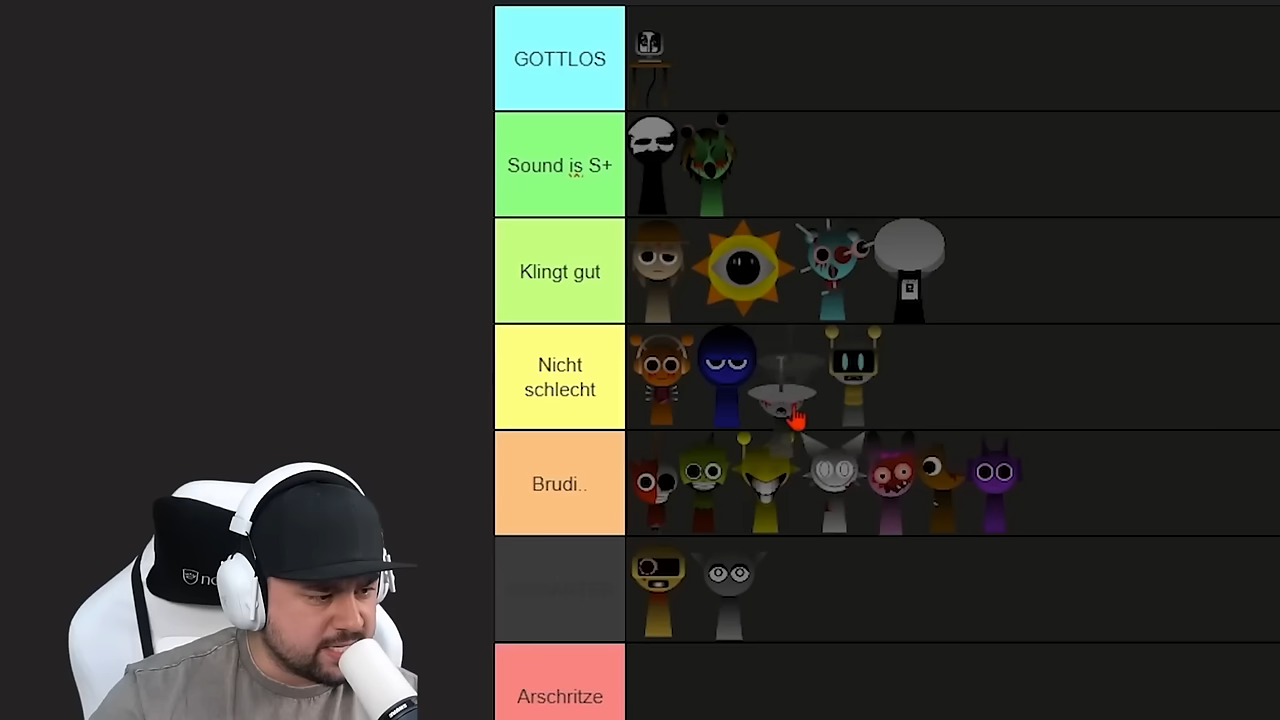 GOTTLOS
Sound is S+
Klingt gut
Nicht
schlecht
Brudi..
Arschritze